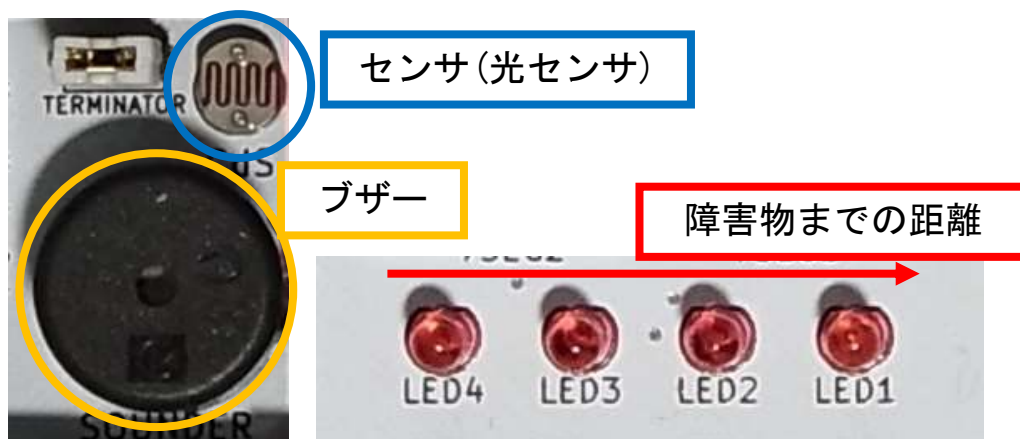 センサ(光センサ)
TERMINATOR
ブザー
障害物までの距離
LED4 LED3 LED2 LED1
SOUNDER